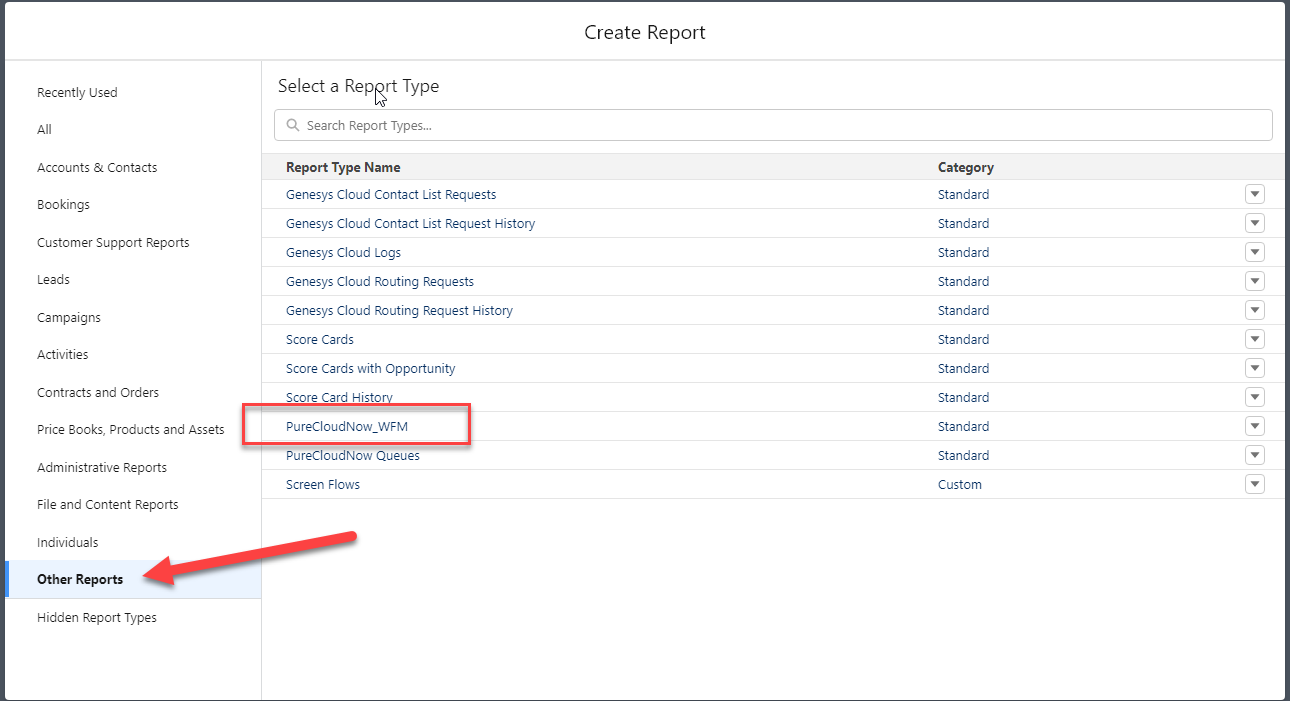 Create Report
Recently Used
All
Accounts & Contacts
Bookings
Customer Support Reports
Leads
Campaigns
Activities
Contracts and Orders
Price Books, Products and Assets
Administrative Reports
File and Content Reports
Individuals
Other Reports
Hidden Report Types
Select a Report Type
Search Report Types...
Report Type Name Category
Genesys Cloud Contact List Requests Standard
Genesys Cloud Contact List Request History Standard
Genesys Cloud Logs Standard
Genesys Cloud Routing Requests Standard
Genesys Cloud Routing Request History Standard
Score Cards Standard
Score Cards with Opportunity Standard
Score Card History Standard
PureCloudNow_WFM Standard
PureCloudNow Queues Standard
Screen Flows Custom